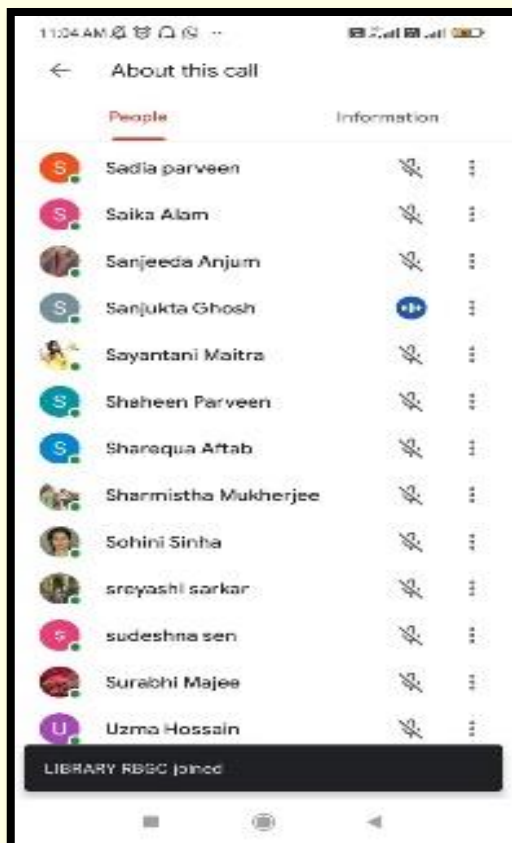 11:04 AM
About this call
People Information
S Sadia parveen
S Saika Alam
Sanjeeda Anjum
S Sanjukta Ghosh
Sayantani Maitra
S Shaheen Parveen
S Sharequa Aftab
Sharmistha Mukherjee
Sohini Sinha
sreyashi sarkar
s sudeshna sen
Surabhi Majee
U Uzma Hossain
LIBRARY RBGC joined